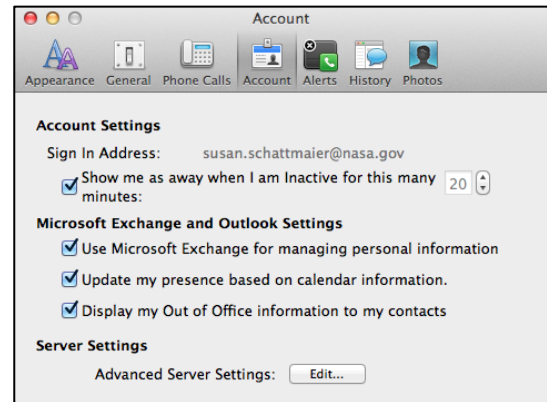 Account
Appearance General Phone Calls Account Alerts History Photos
Account Settings
Sign In Address: susan.schattmaier@nasa.gov
Show me as away when I am Inactive for this many 20
minutes:
Microsoft Exchange and Outlook Settings
Use Microsoft Exchange for managing personal information
Update my presence based on calendar information.
Display my Out of Office information to my contacts
Server Settings
Advanced Server Settings: Edit...